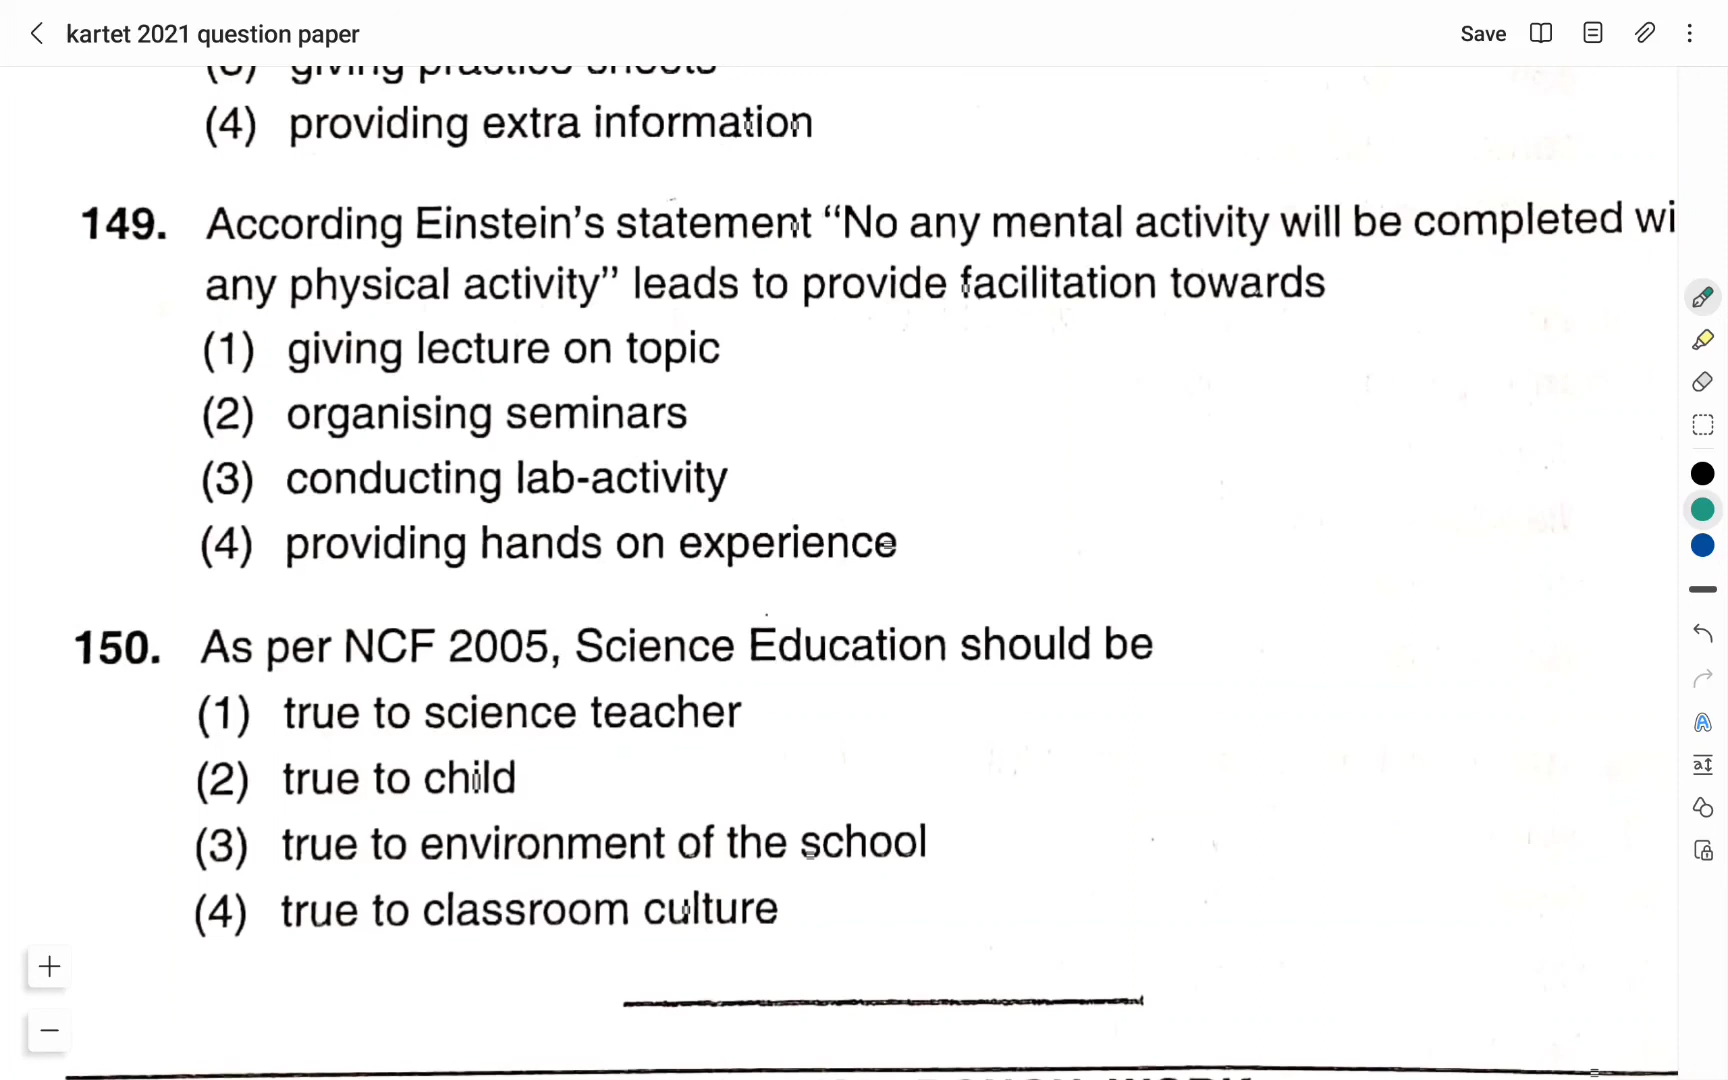 kartet 2021 question paper
Save
(3) giving practice sheets
(4) providing extra information
149. According Einstein's statement “No any mental activity will be completed wi
any physical activity” leads to provide facilitation towards
(1) giving lecture on topic
(2) organising seminars
(3) conducting lab-activity
(4) providing hands on experience
150. As per NCF 2005, Science Education should be
(1) true to science teacher
(2) true to child
(3) true to environment of the school
(4) true to classroom culture